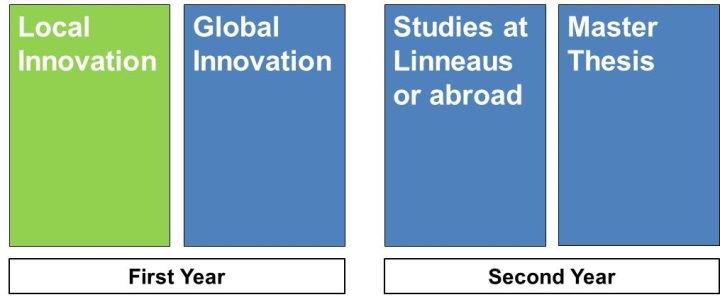 Local
Innovation
Global
Innovation
Studies at
Linneaus
or abroad
Master
Thesis
First Year
Second Year